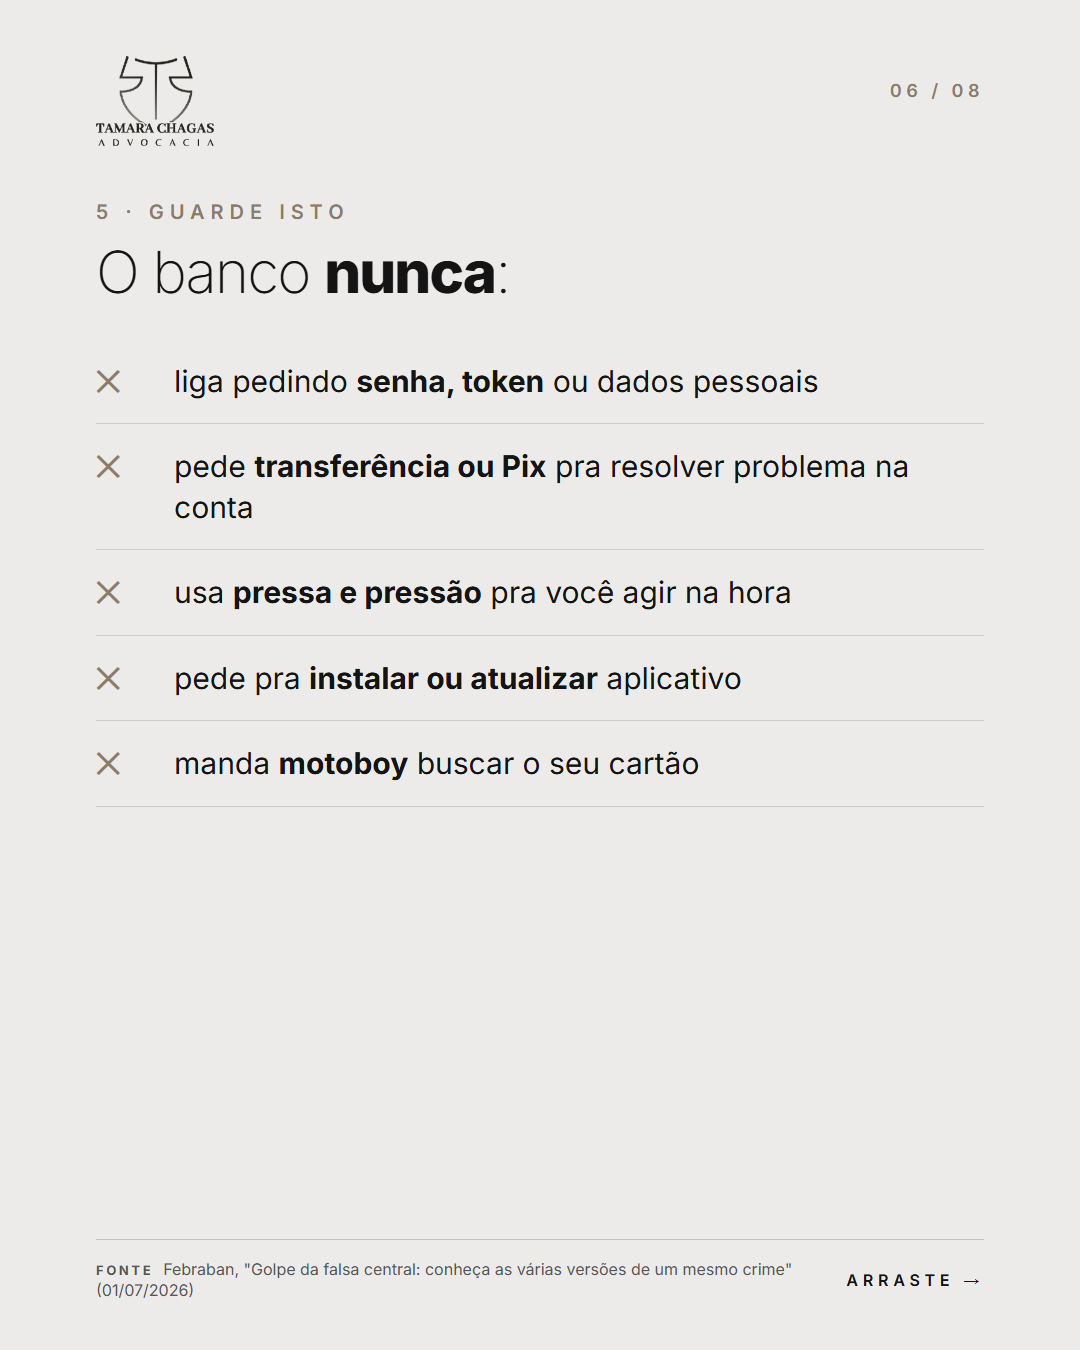 TAMARA CHAGAS
ADVOCACIA
06 / 08
5 · GUARDE ISTO
O banco nunca:
liga pedindo senha, token ou dados pessoais
pede transferência ou Pix pra resolver problema na
conta
usa pressa e pressão pra você agir na hora
pede pra instalar ou atualizar aplicativo
manda motoboy buscar o seu cartão
FONTE Febraban, "Golpe da falsa central: conheça as várias versões de um mesmo crime"
(01/07/2026)
ARRASTE →